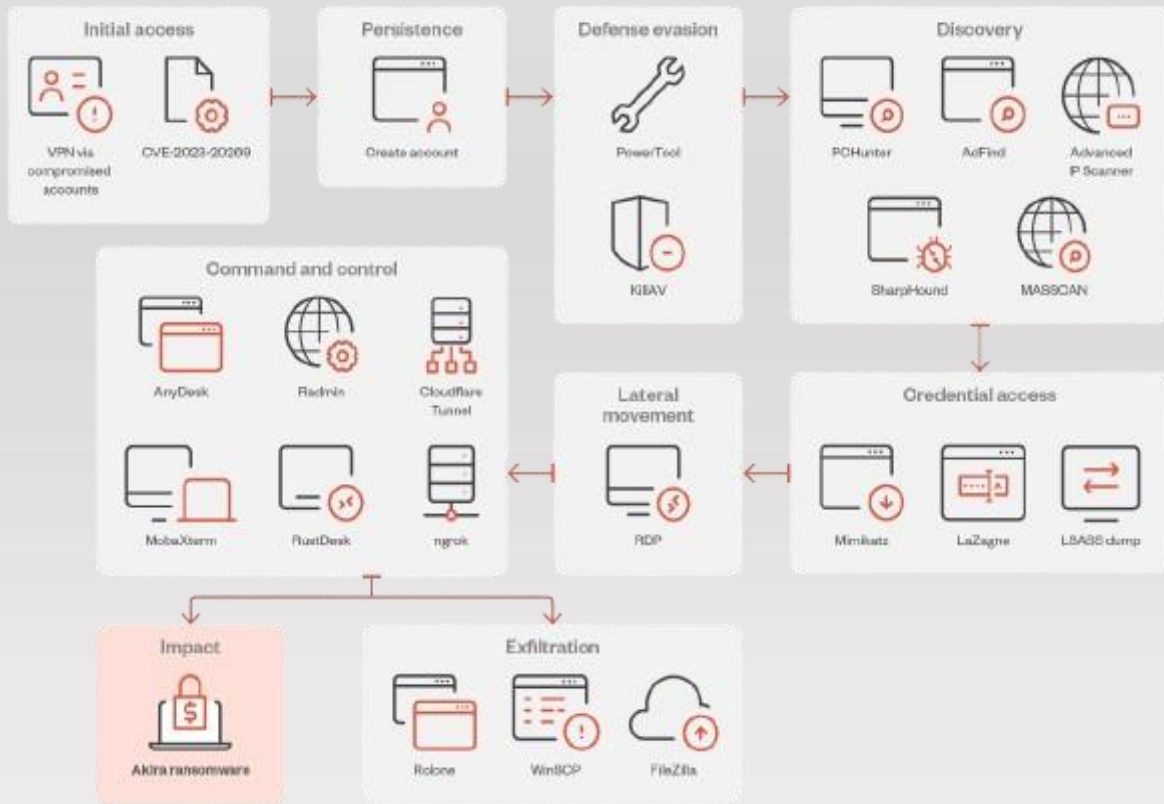 Initial access
VPN via
compromised
accounts
CVE-2023-20269
Persistence
Create account
Defense evasion
PowerTool
KillAV
Discovery
PCHunter
AdFind
Advanced
IP Scanner
SharpHound
MASSCAN
Credential access
Mimikatz
LaZagne
LSASS dump
Lateral
movement
RDP
Command and control
AnyDesk
Radmin
Cloudflare
Tunnel
MobaXterm
RustDesk
ngrok
Impact
Akira ransomware
Exfiltration
Rclone
WinSCP
FileZilla